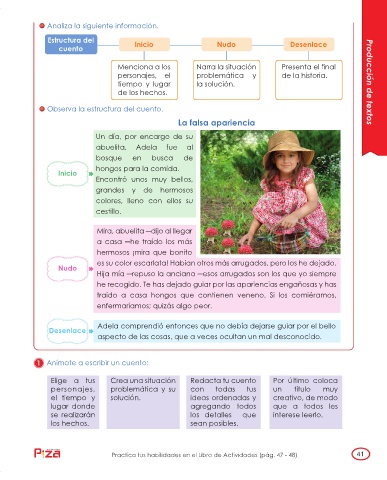 Analiza la siguiente información.
Estructura del
cuento
Inicio
Nudo
Desenlace
Menciona a los
personajes, el
tiempo y lugar
de los hechos.
Narra la situación
problemática y
la solución.
Presenta el final
de la historia.
Producción de textos
Observa la estructura del cuento.
La falsa apariencia
Inicio
Un día, por encargo de su
abuelita, Adela fue al
bosque en busca de
hongos para la comida.
Encontró unos muy bellos,
grandes y de hermosos
colores, lleno con ellos su
cestillo.
Nudo
Mira, abuelita —dijo al llegar
a casa —he traído los más
hermosos ¡mira que bonito
es su color escarlata! Habían otros más arrugados, pero los he dejado.
Hija mía —repuso la anciana —esos arrugados son los que yo siempre
he recogido. Te has dejado guiar por las apariencias engañosas y has
traído a casa hongos que contienen veneno. Si los comiéramos,
enfermaríamos; quizás algo peor.
Desenlace
Adela comprendió entonces que no debía dejarse guiar por el bello
aspecto de las cosas, que a veces ocultan un mal desconocido.
1 Anímate a escribir un cuento:
Elige a tus
personajes,
el tiempo y
lugar donde
se realizarán
los hechos.
Crea una situación
problemática y su
solución.
Redacta tu cuento
con todas tus
ideas ordenadas y
agregando todos
los detalles que
sean posibles.
Por último coloca
un título muy
creativo, de modo
que a todos les
interese leerlo.
Pizza
Practica tus habilidades en el Libro de Actividades (pág. 47 - 48)
41